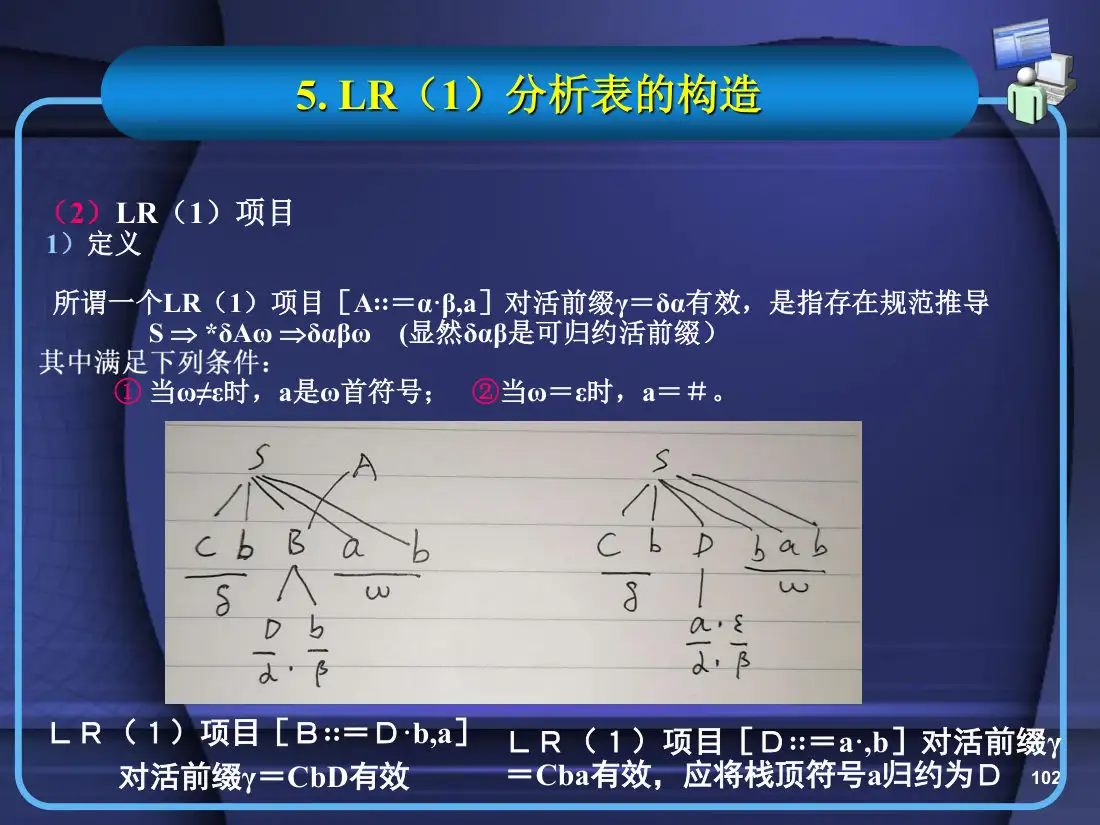 5. LR（1）分析表的构造
（2）LR（1）项目
1）定义
所谓一个LR（1）项目［A∷＝α·β,a］对活前缀γ＝δα有效，是指存在规范推导
S ⇒ *δAω ⇒δαβω (显然δαβ是可归约活前缀）
其中满足下列条件：
① 当ω≠ε时，a是ω首符号； ②当ω＝ε时，a＝＃。
S A
C b B a b
δ ω
D b
α · β
S
C b D b a b
δ ω
a · ε
α · β
ＬＲ（１）项目［Ｂ∷＝Ｄ·b,a］
对活前缀γ＝CbD有效
ＬＲ（１）项目［Ｄ∷＝a·,b］对活前缀γ
＝Cba有效，应将栈顶符号a归约为Ｄ
102